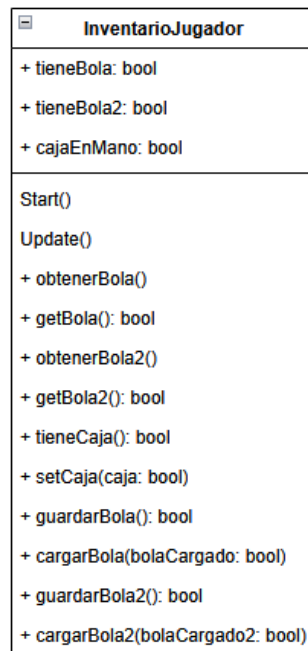 InventarioJugador
+ tieneBola: bool
+ tieneBola2: bool
+ cajaEnMano: bool
Start()
Update()
+ obtenerBola()
+ getBola(): bool
+ obtenerBola2()
+ getBola2(): bool
+ tieneCaja(): bool
+ setCaja(caja: bool)
+ guardarBola(): bool
+ cargarBola(bolaCargado: bool)
+ guardarBola2(): bool
+ cargarBola2(bolaCargado2: bool)